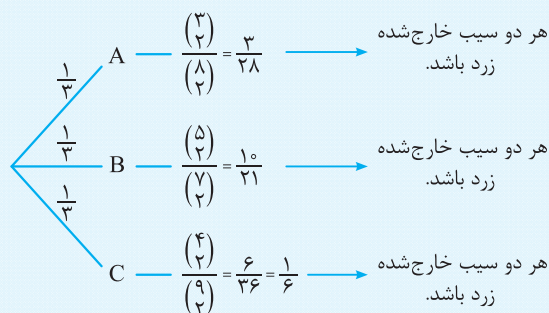 ۱/۳ A (۳ ۲)/(۸ ۲) = ۳/۲۸ هر دو سیب خارج‌شده
زرد باشد.
۱/۳ B (۵ ۲)/(۷ ۲) = ۱۰/۲۱ هر دو سیب خارج‌شده
زرد باشد.
۱/۳ C (۴ ۲)/(۹ ۲) = ۶/۳۶ = ۱/۶ هر دو سیب خارج‌شده
زرد باشد.